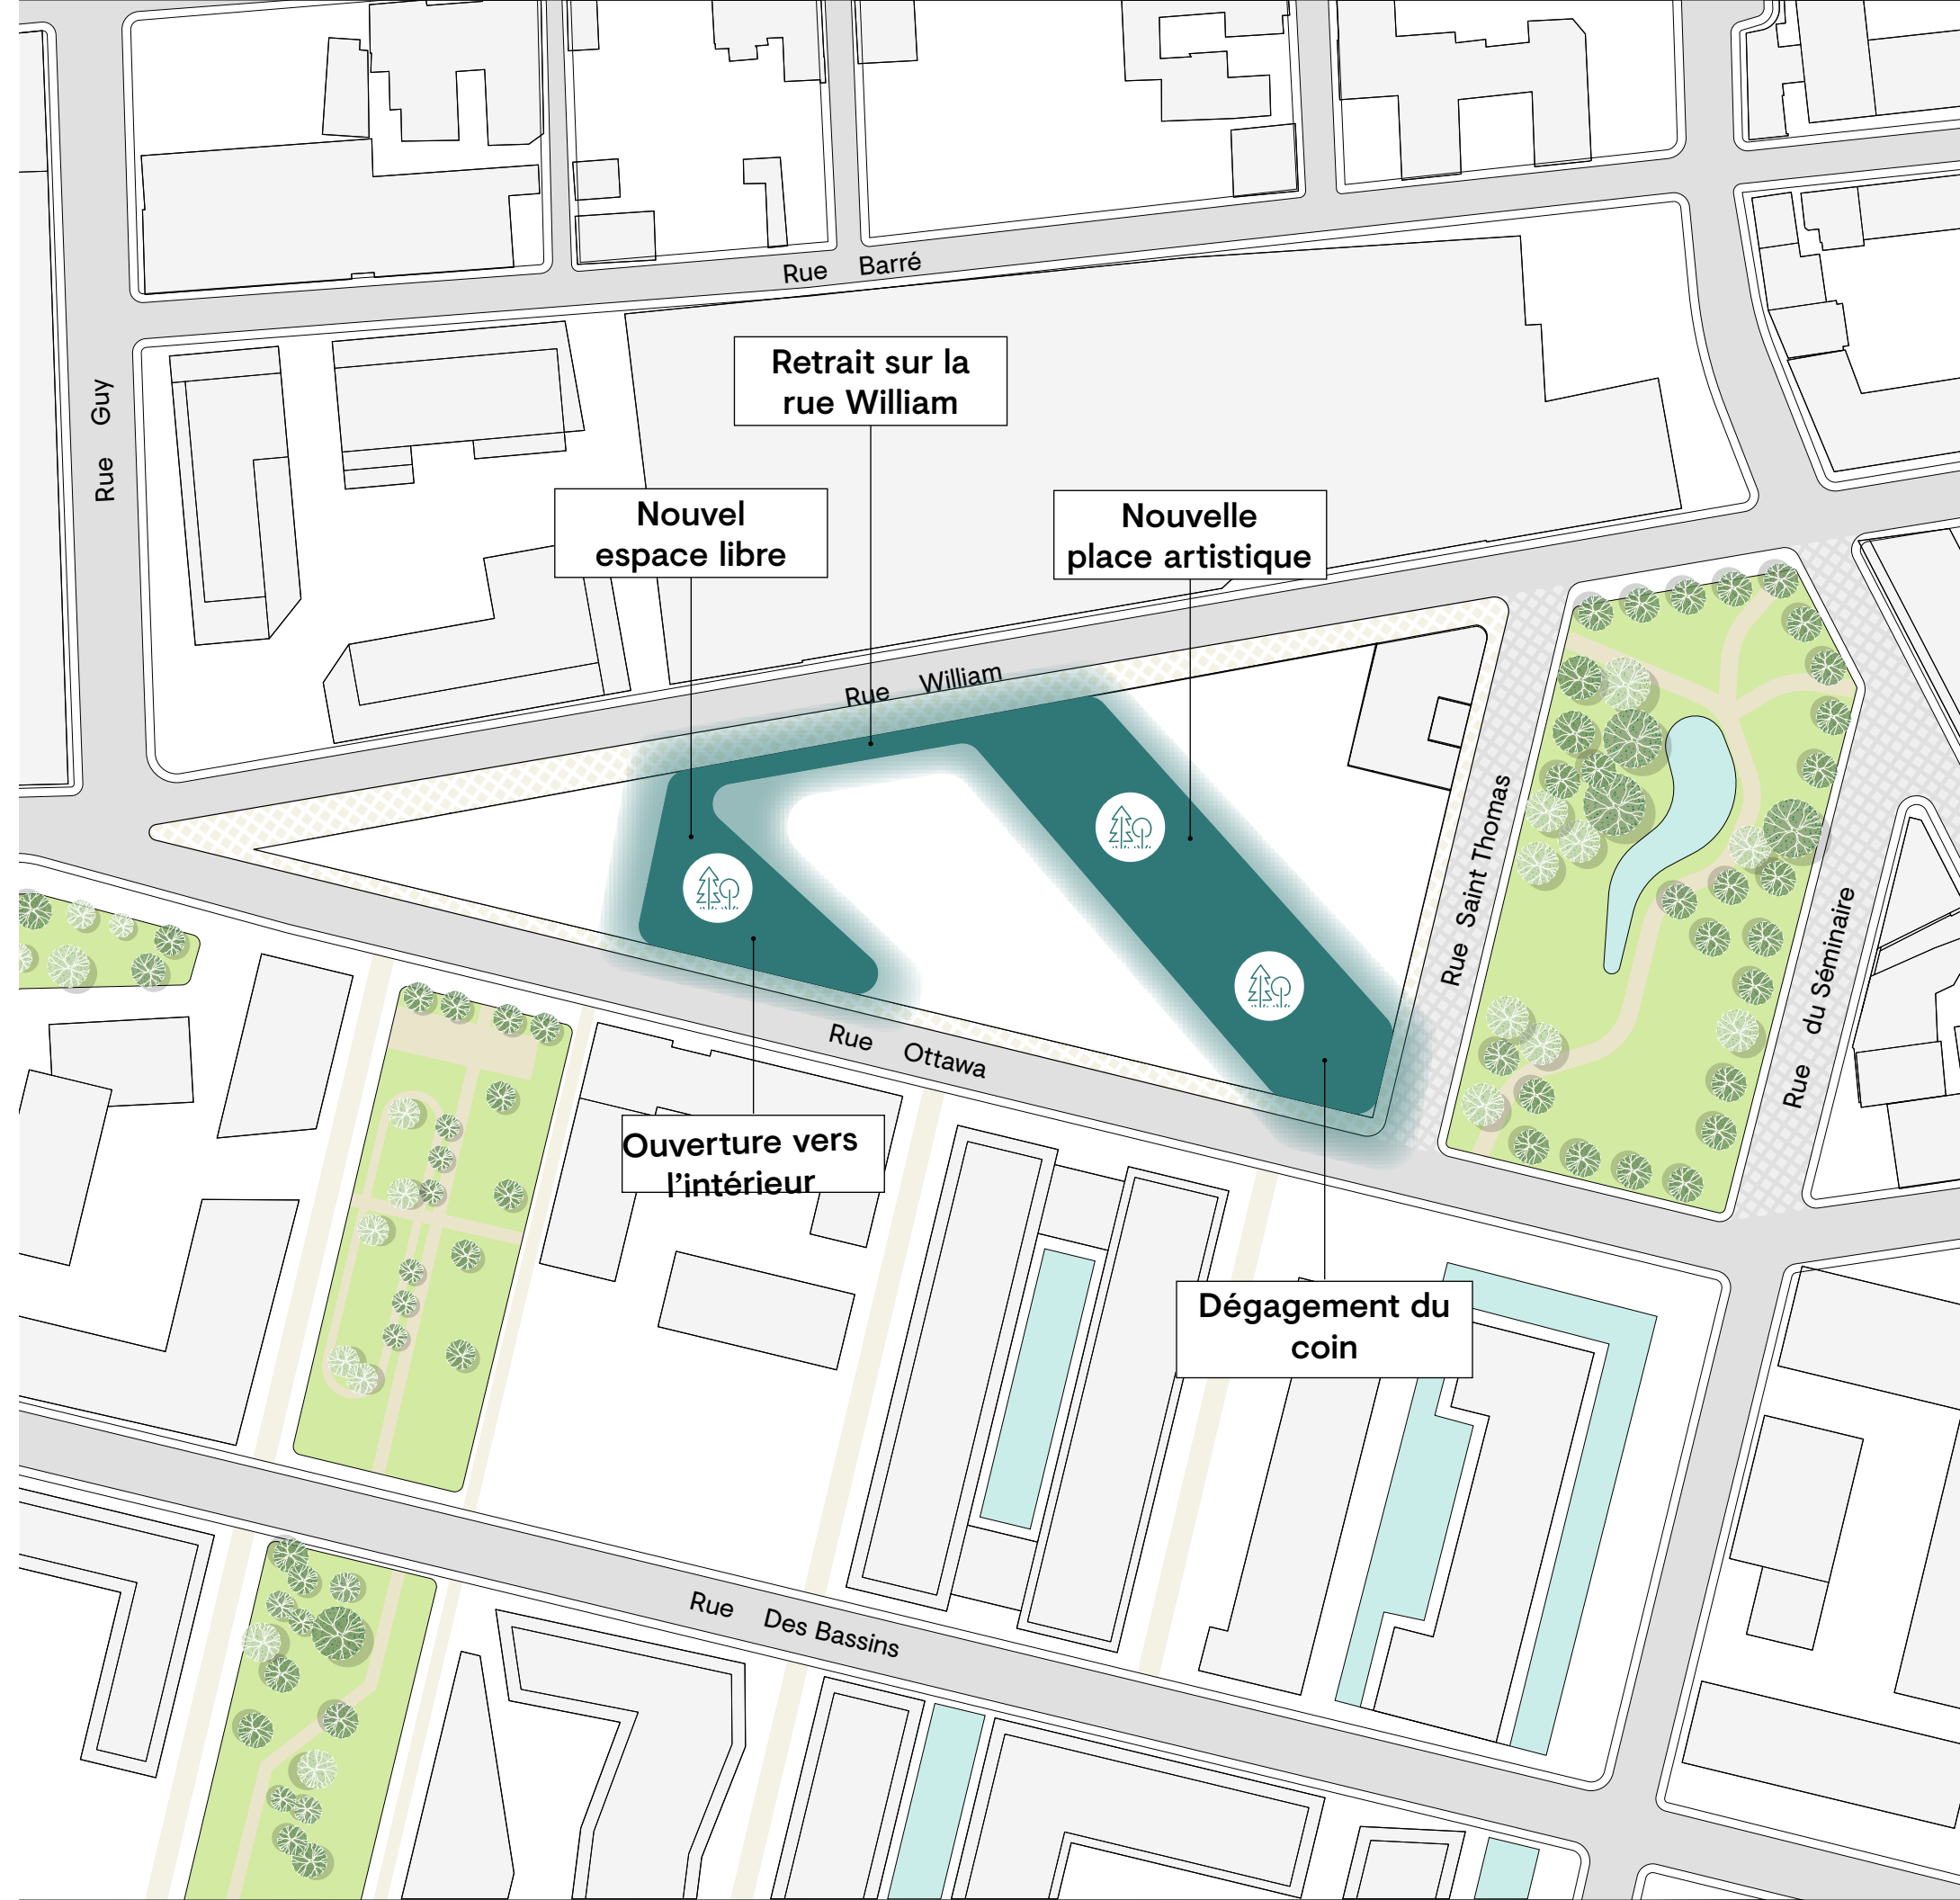 Rue Barré
Rue Guy
Retrait sur la
rue William
Nouvel
espace libre
Nouvelle
place artistique
Rue William
Rue Saint Thomas
Rue du Séminaire
Rue Ottawa
Ouverture vers
l’intérieur
Dégagement du
coin
Rue Des Bassins